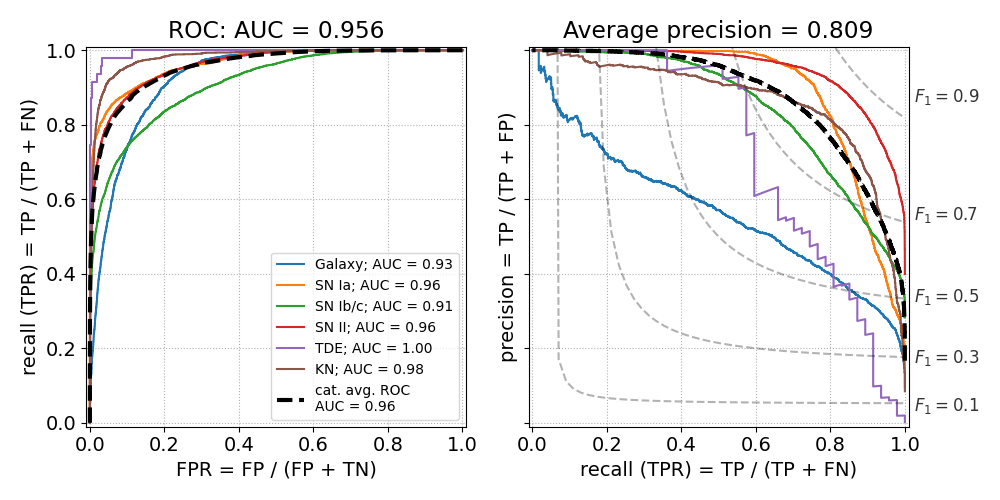 ROC: AUC = 0.956
recall (TPR) = TP / (TP + FN)
1.0
0.8
0.6
0.4
0.2
0.0
Galaxy; AUC = 0.93
SN Ia; AUC = 0.96
SN Ib/c; AUC = 0.91
SN II; AUC = 0.96
TDE; AUC = 1.00
KN; AUC = 0.98
cat. avg. ROC
AUC = 0.96
0.0 0.2 0.4 0.6 0.8 1.0
FPR = FP / (FP + TN)
Average precision = 0.809
precision = TP / (TP + FP)
F1 = 0.9
F1 = 0.7
F1 = 0.5
F1 = 0.3
F1 = 0.1
0.0 0.2 0.4 0.6 0.8 1.0
recall (TPR) = TP / (TP + FN)